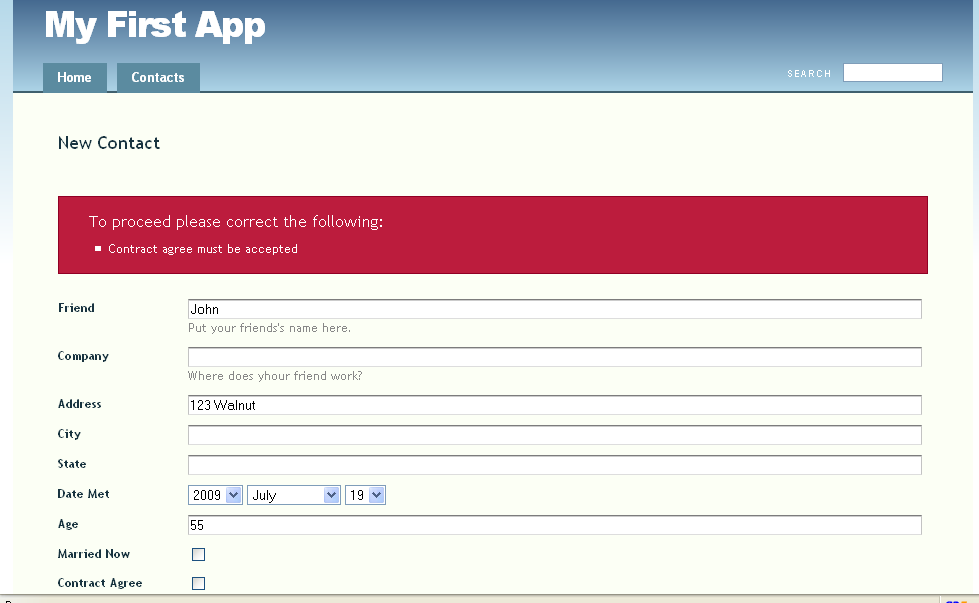 My First App
Home Contacts SEARCH
New Contact
To proceed please correct the following:
Contract agree must be accepted
Friend John
Put your friends's name here.
Company
Where does yhour friend work?
Address 123 Walnut
City
State
Date Met 2009 July 19
Age 55
Married Now
Contract Agree